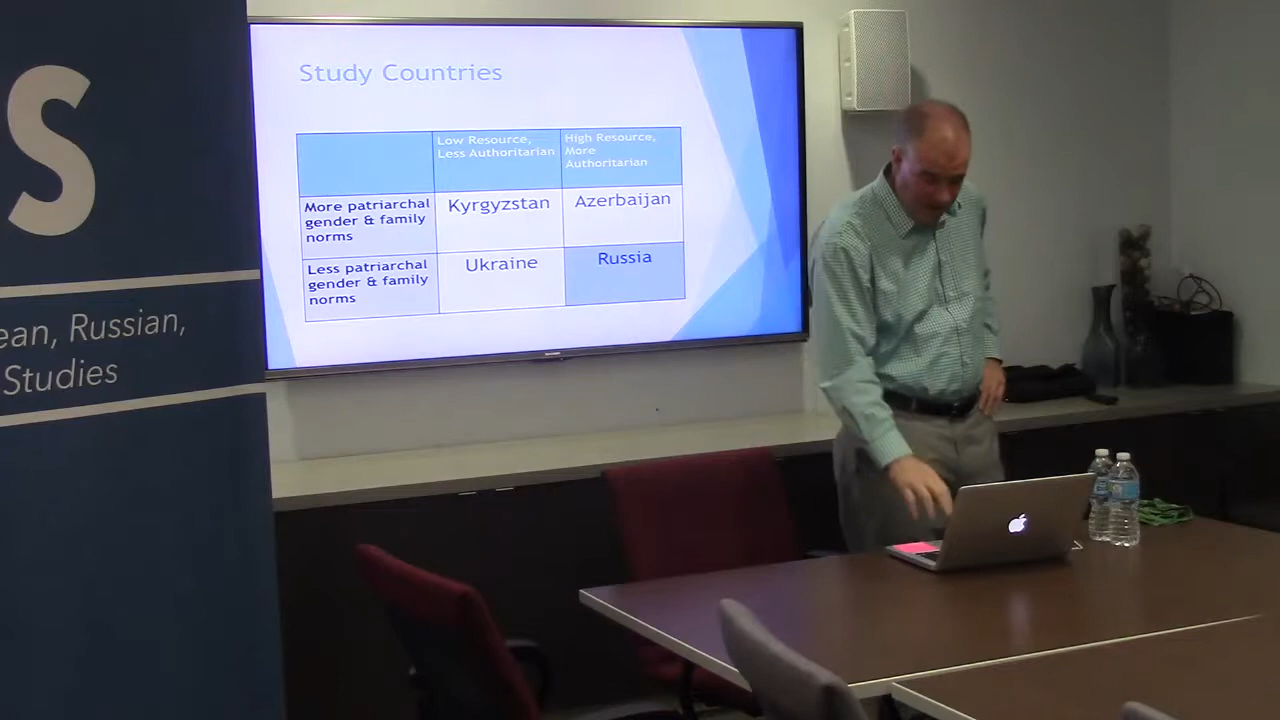 S
ean, Russian,
Studies
Study Countries
Low Resource,
Less Authoritarian
High Resource,
More
Authoritarian
More patriarchal
gender & family
norms
Kyrgyzstan
Azerbaijan
Less patriarchal
gender & family
norms
Ukraine
Russia